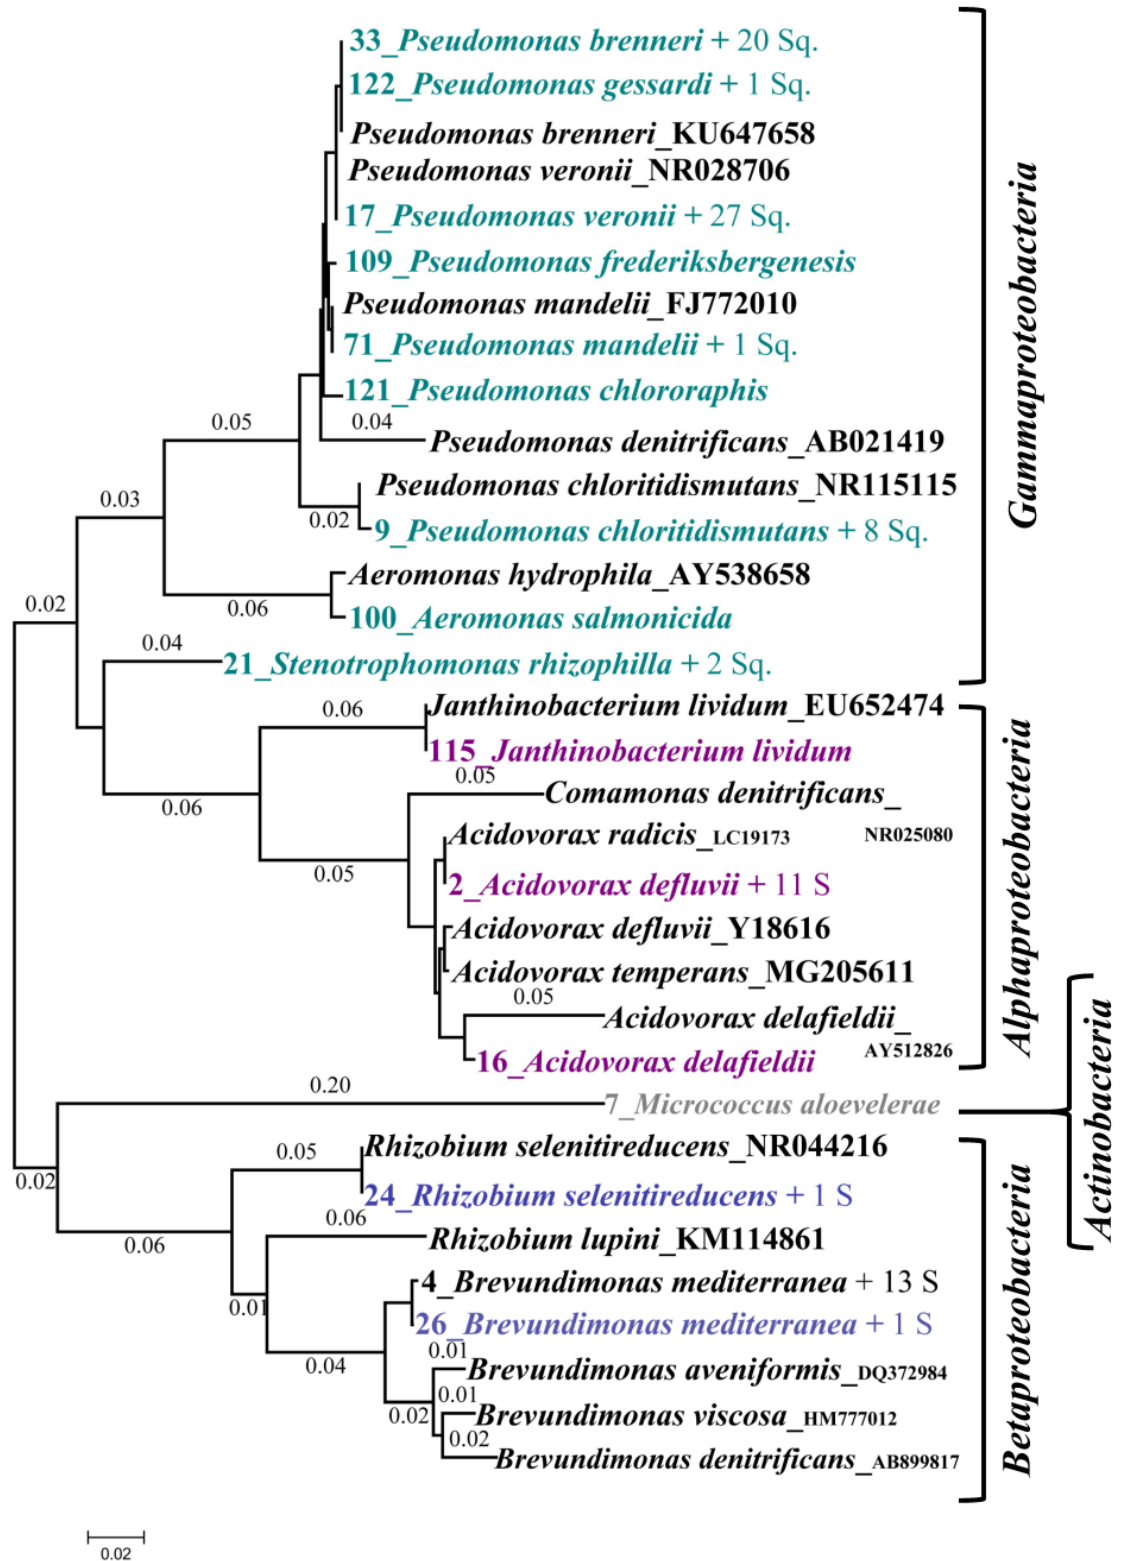 33_Pseudomonas brenneri + 20 Sq.
122_Pseudomonas gessardi + 1 Sq.
Pseudomonas brenneri_KU647658
Pseudomonas veronii_NR028706
17_Pseudomonas veronii + 27 Sq.
109_Pseudomonas frederiksbergenesis
Pseudomonas mandelii_FJ772010
71_Pseudomonas mandelii + 1 Sq.
121_Pseudomonas chlororaphis
0.05
0.04
Pseudomonas denitrificans_AB021419
Pseudomonas chloritidismutans_NR115115
0.03
0.02
9_Pseudomonas chloritidismutans + 8 Sq.
Aeromonas hydrophila_AY538658
0.02
0.06
100_Aeromonas salmonicida
0.04
21_Stenotrophomonas rhizophilla + 2 Sq.
Gammaproteobacteria
0.06
Janthinobacterium lividum_EU652474
115_Janthinobacterium lividum
0.05
Comamonas denitrificans_
NR025080
0.06
Acidovorax radicis_LC19173
0.05
2_Acidovorax defluvii + 11 S
Acidovorax defluvii_Y18616
Acidovorax temperans_MG205611
0.05
Acidovorax delafieldii_
AY512826
16_Acidovorax delafieldii
Alphaproteobacteria
0.20
7_Micrococcus aloevelerae
Actinobacteria
0.02
0.05
Rhizobium selenitireducens_NR044216
24_Rhizobium selenitireducens + 1 S
0.06
0.06
Rhizobium lupini_KM114861
0.01
4_Brevundimonas mediterranea + 13 S
26_Brevundimonas mediterranea + 1 S
0.04
0.01
Brevundimonas aveniformis_DQ372984
0.02
0.01
Brevundimonas viscosa_HM777012
0.02
Brevundimonas denitrificans_AB899817
Betaproteobacteria
0.02